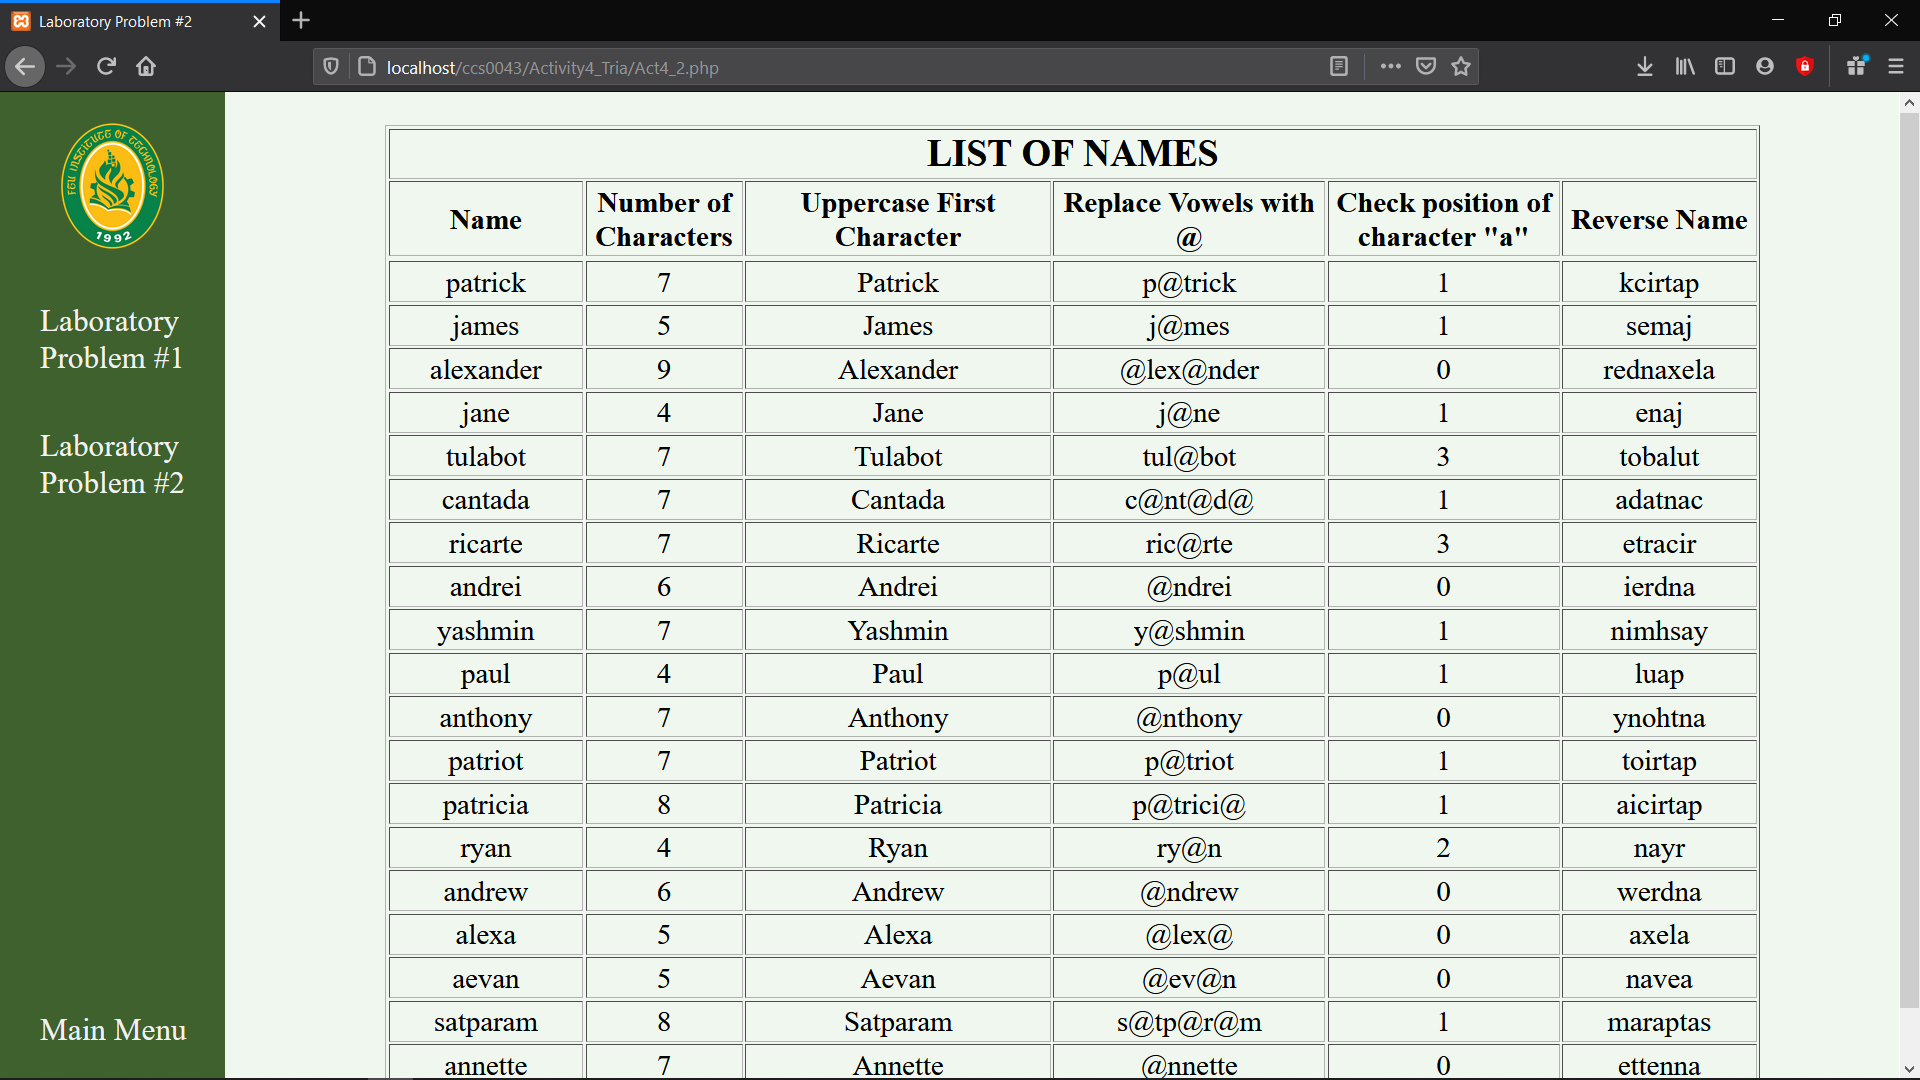 Laboratory Problem #2
localhost/ccs0043/Activity4_Tria/Act4_2.php
FEU INSTITUTE OF TECHNOLOGY
1992
Laboratory
Problem #1
Laboratory
Problem #2
Main Menu
LIST OF NAMES
Name Number of Characters Uppercase First Character Replace Vowels with @ Check position of character "a" Reverse Name
patrick 7 Patrick p@trick 1 kcirtap
james 5 James j@mes 1 semaj
alexander 9 Alexander @lex@nder 0 rednaxela
jane 4 Jane j@ne 1 enaj
tulabot 7 Tulabot tul@bot 3 tobalut
cantada 7 Cantada c@nt@d@ 1 adatnac
ricarte 7 Ricarte ric@rte 3 etracir
andrei 6 Andrei @ndrei 0 ierdna
yashmin 7 Yashmin y@shmin 1 nimhsay
paul 4 Paul p@ul 1 luap
anthony 7 Anthony @nthony 0 ynohtna
patriot 7 Patriot p@triot 1 toirtap
patricia 8 Patricia p@trici@ 1 aicirtap
ryan 4 Ryan ry@n 2 nayr
andrew 6 Andrew @ndrew 0 werdna
alexa 5 Alexa @lex@ 0 axela
aevan 5 Aevan @ev@n 0 navea
satparam 8 Satparam s@tp@r@m 1 maraptas
annette 7 Annette @nnette 0 ettenna